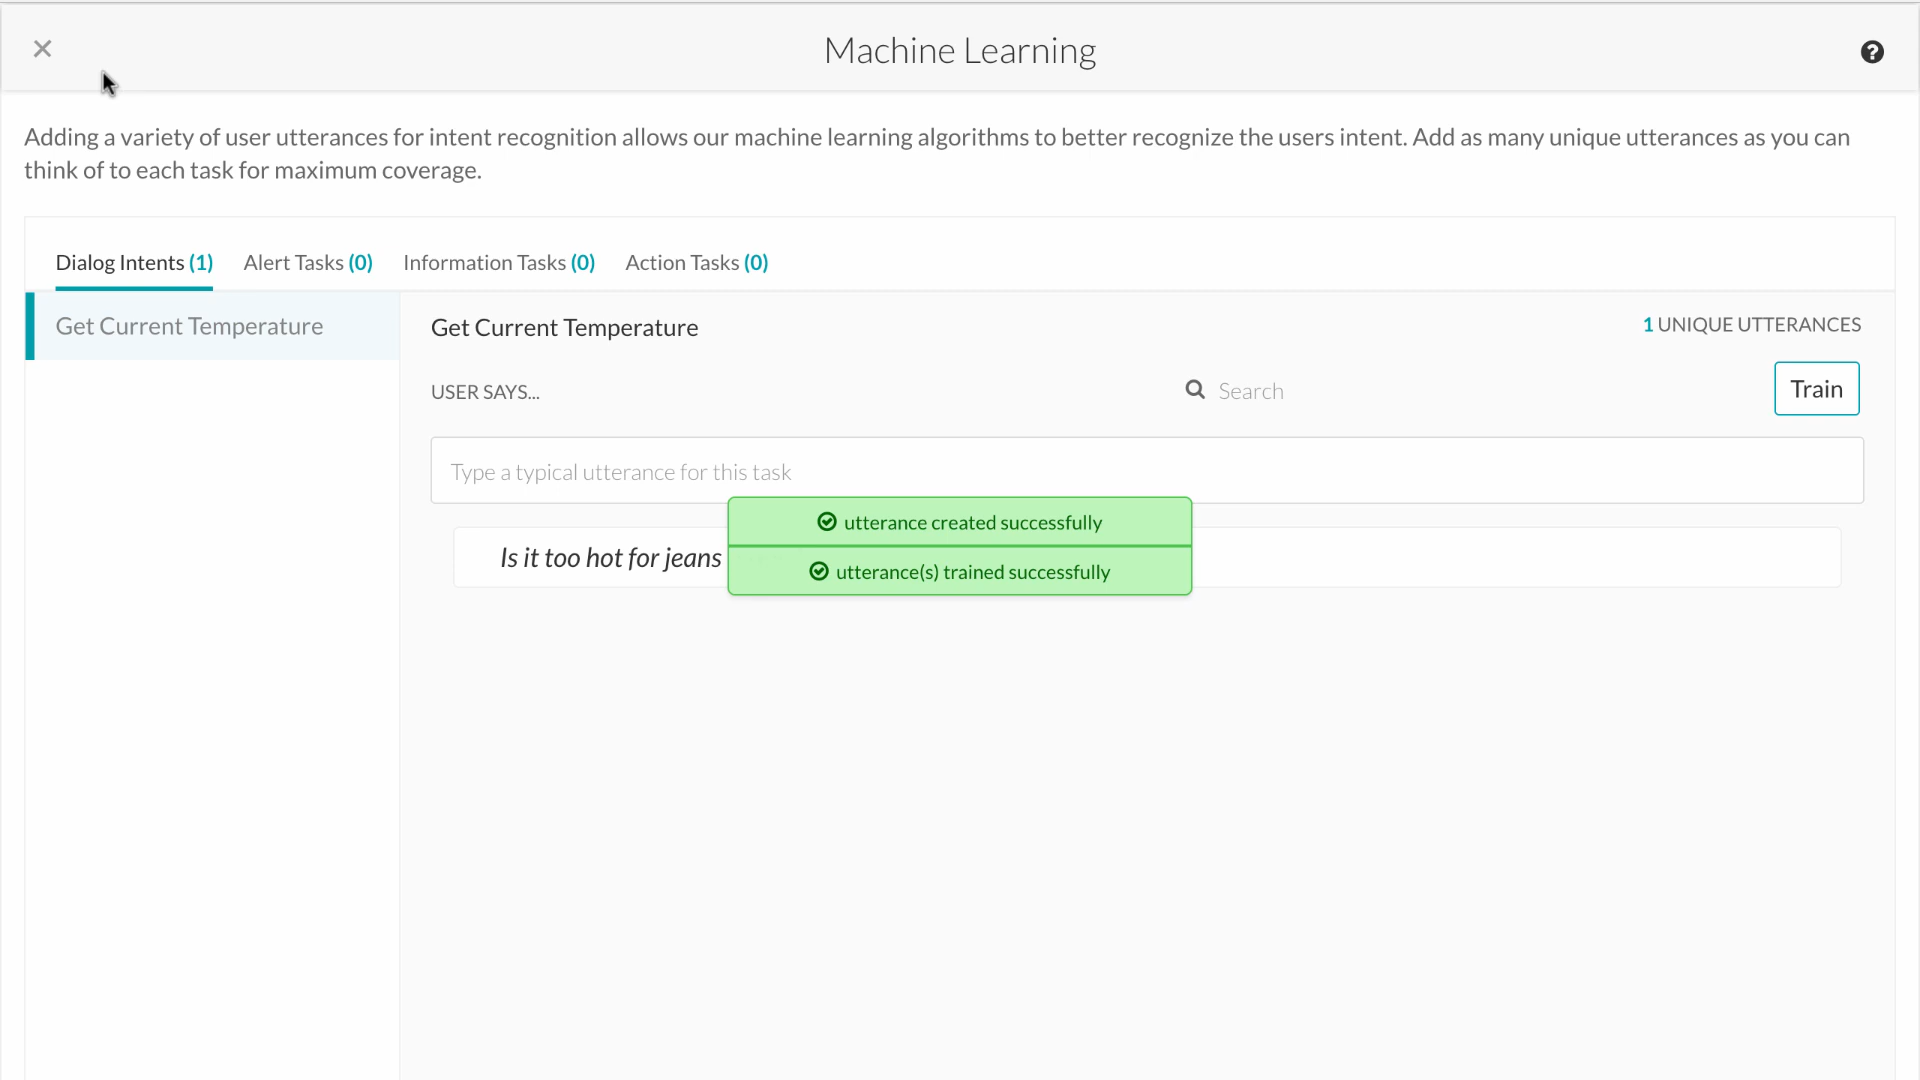 Machine Learning
Adding a variety of user utterances for intent recognition allows our machine learning algorithms to better recognize the users intent. Add as many unique utterances as you can
think of to each task for maximum coverage.
Dialog Intents (1) Alert Tasks (0) Information Tasks (0) Action Tasks (0)
Get Current Temperature
Get Current Temperature
1 UNIQUE UTTERANCES
USER SAYS...
Search
Train
Type a typical utterance for this task
utterance created successfully
Is it too hot for jeans
utterance(s) trained successfully